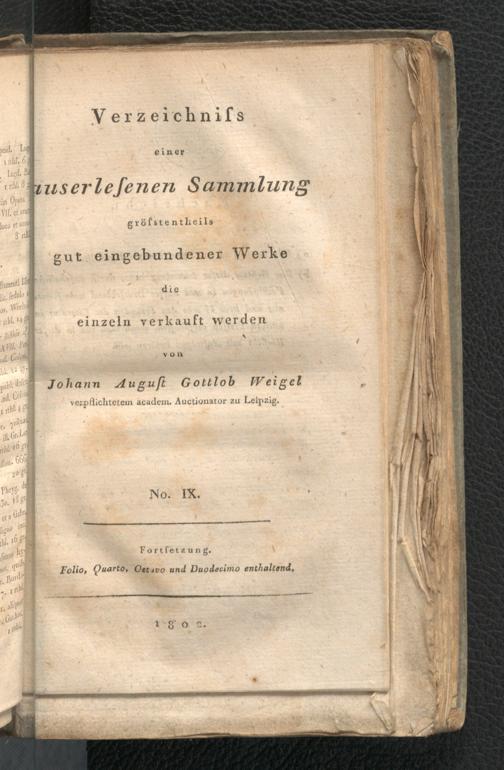 Verzeichniſs
einer
auserleſenen Sammlung
gröſstentheils
gut eingebundener Werke
die
einzeln verkauft werden
von
Johann Auguſt Gottlob Weigel
verpflichtetem academ. Auctionator zu Leipzig.
No. IX.
Fortſetzung.
Folio, Quarto, Octavo und Duodecimo enthaltend.
1802.